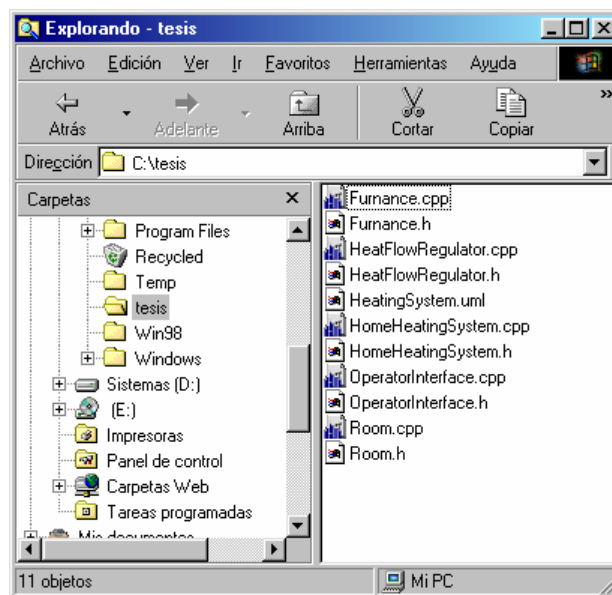 Explorando - tesis
Archivo Edición Ver Ir Favoritos Herramientas Ayuda
Atrás Adelante Arriba Cortar Copiar »
Dirección C:\tesis
Carpetas
Program Files
Recycled
Temp
tesis
Win98
Windows
Sistemas (D:)
(E:)
Impresoras
Panel de control
Carpetas Web
Tareas programadas
Mis documentos
Furnance.cpp
Furnance.h
HeatFlowRegulator.cpp
HeatFlowRegulator.h
HeatingSystem.uml
HomeHeatingSystem.cpp
HomeHeatingSystem.h
OperatorInterface.cpp
OperatorInterface.h
Room.cpp
Room.h
11 objetos Mi PC